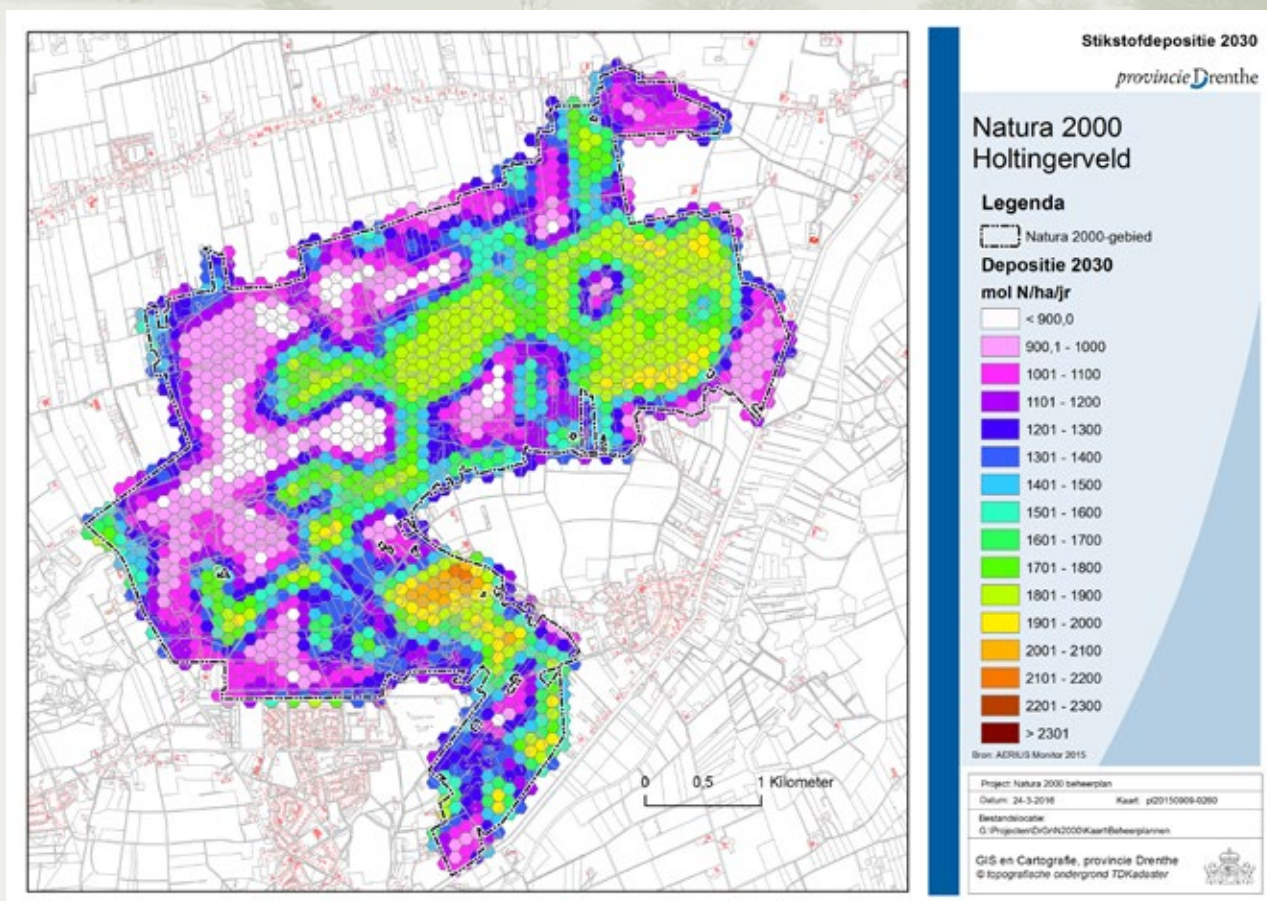 Stikstofdepositie 2030
provincie Drenthe
Natura 2000
Holtingerveld
Legenda
Natura 2000-gebied
Depositie 2030
mol N/ha/jr
< 900,0
900,1 - 1000
1001 - 1100
1101 - 1200
1201 - 1300
1301 - 1400
1401 - 1500
1501 - 1600
1601 - 1700
1701 - 1800
1801 - 1900
1901 - 2000
2001 - 2100
2101 - 2200
2201 - 2300
> 2301
Bron: AERIUS Monitor 2015
Project: Natura 2000 beheerplan
Datum: 24-3-2016 Kaart: pl20150909-0260
Bestandslocatie:
GIS en Cartografie, provincie Drenthe
© topografische ondergrond TDKadaster
0 0,5 1 Kilometer